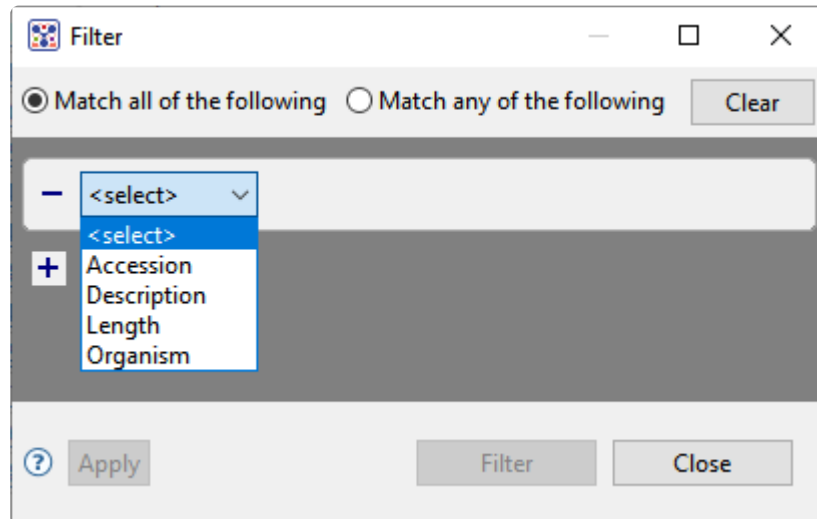 Filter
Match all of the following Match any of the following Clear
− <select>
<select>
+ Accession
Description
Length
Organism
? Apply Filter Close